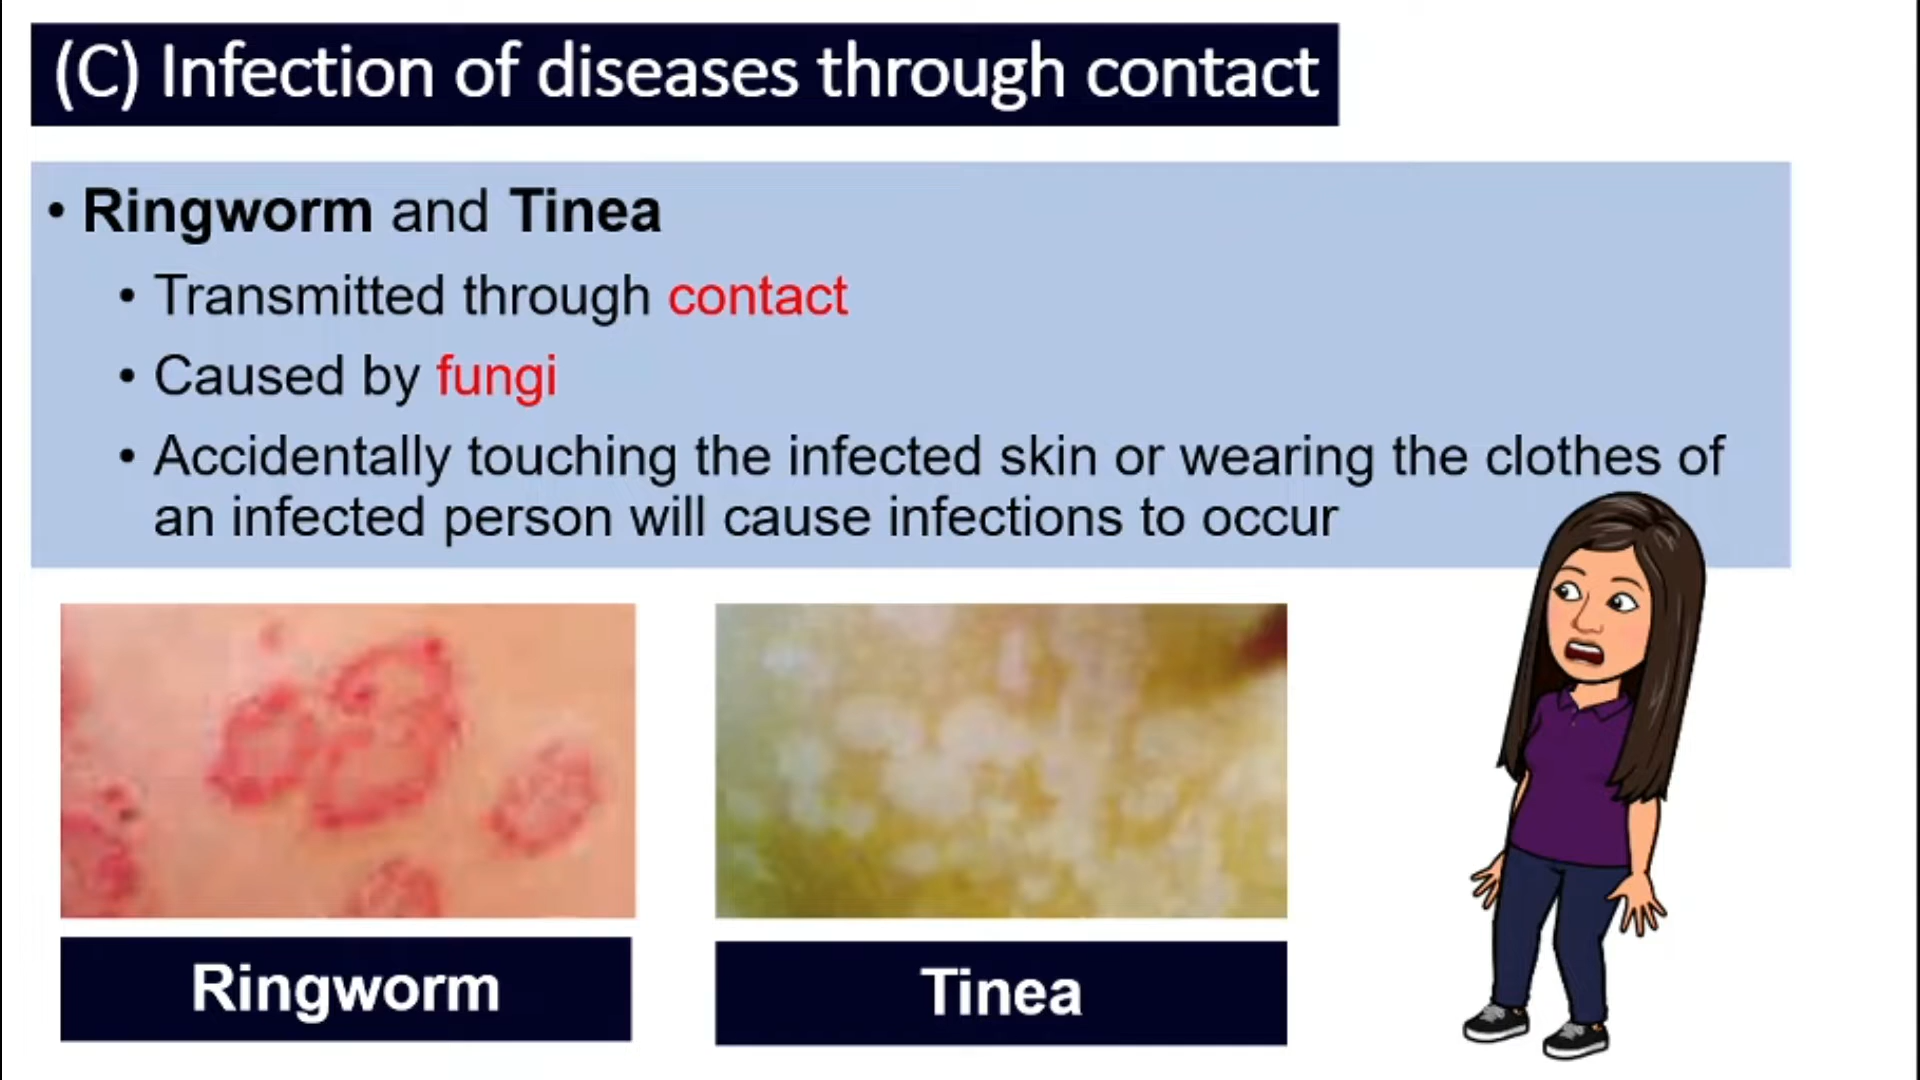 (C) Infection of diseases through contact
• Ringworm and Tinea
• Transmitted through contact
• Caused by fungi
• Accidentally touching the infected skin or wearing the clothes of
an infected person will cause infections to occur
Ringworm
Tinea